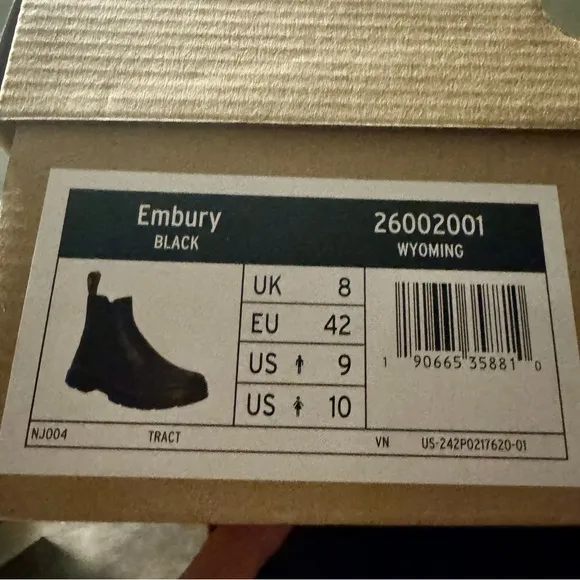 Embury 26002001
BLACK WYOMING
UK 8
EU 42
US 9
US 10
1 90665 35881 0
NJ004 TRACT VN US-242P0217620-01